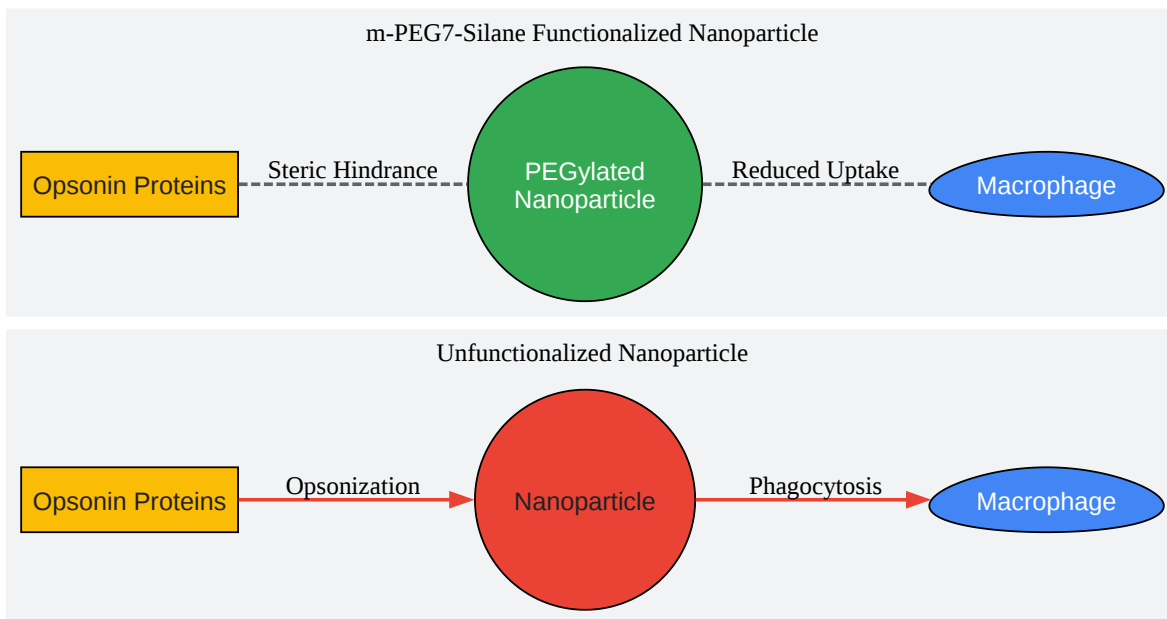 m-PEG7-Silane Functionalized Nanoparticle
Opsonin Proteins
Steric Hindrance
PEGylated
Nanoparticle
Reduced Uptake
Macrophage
Unfunctionalized Nanoparticle
Opsonin Proteins
Opsonization
Nanoparticle
Phagocytosis
Macrophage